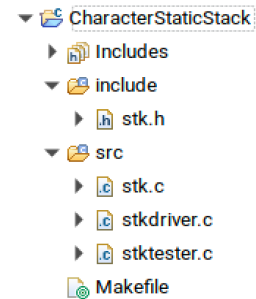 CharacterStaticStack
Includes
include
stk.h
src
stk.c
stkdriver.c
stktester.c
Makefile